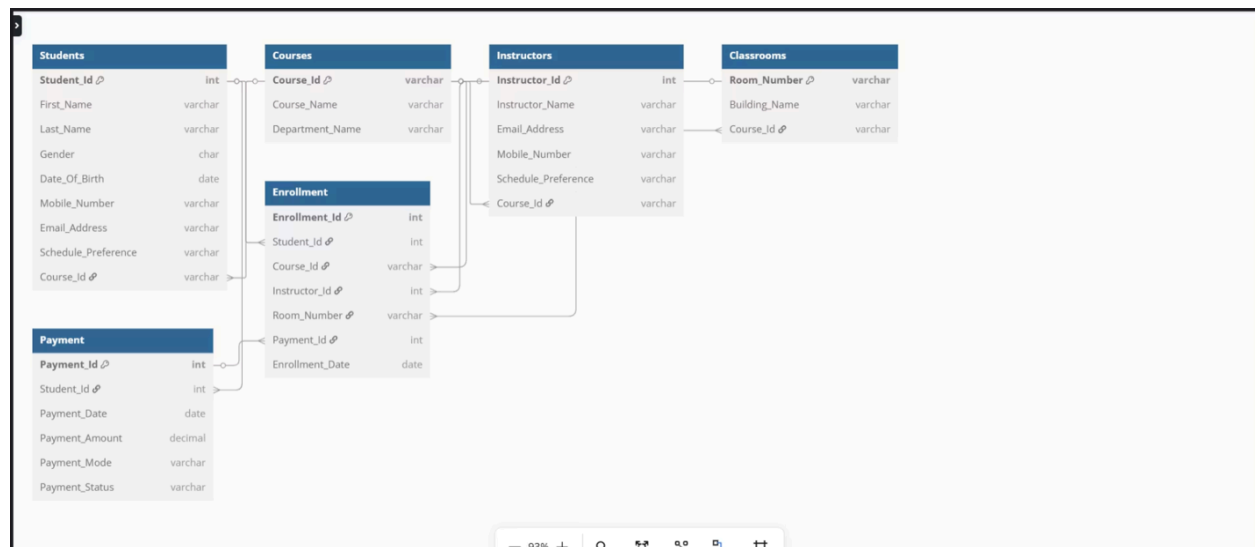 Students
Student_Id int
First_Name varchar
Last_Name varchar
Gender char
Date_Of_Birth date
Mobile_Number varchar
Email_Address varchar
Schedule_Preference varchar
Course_Id varchar
Courses
Course_Id varchar
Course_Name varchar
Department_Name varchar
Instructors
Instructor_Id int
Instructor_Name varchar
Email_Address varchar
Mobile_Number varchar
Schedule_Preference varchar
Course_Id varchar
Classrooms
Room_Number varchar
Building_Name varchar
Course_Id varchar
Enrollment
Enrollment_Id int
Student_Id int
Course_Id varchar
Instructor_Id int
Room_Number varchar
Payment_Id int
Enrollment_Date date
Payment
Payment_Id int
Student_Id int
Payment_Date date
Payment_Amount decimal
Payment_Mode varchar
Payment_Status varchar
93%